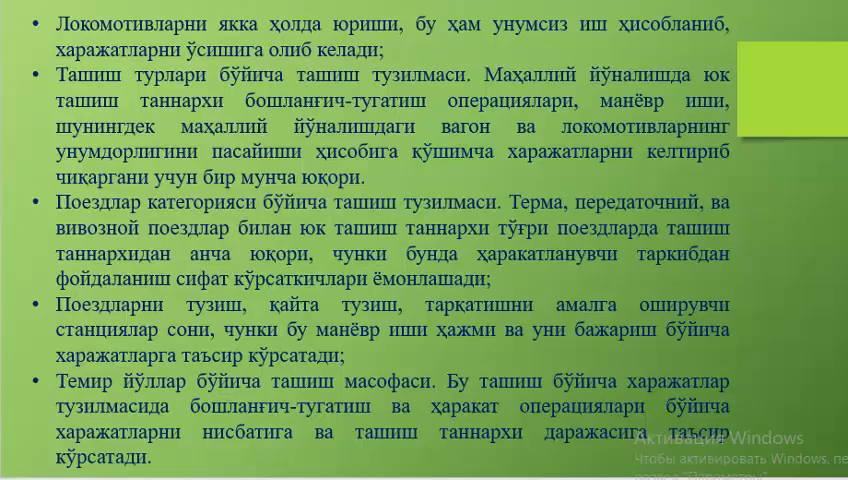 • Локомотивларни якка ҳолда юриши, бу ҳам унумсиз иш ҳисобланиб,
харажатларни ўсишига олиб келади;
• Ташиш турлари бўйича ташиш тузилмаси. Маҳаллий йўналишда юк
ташиш таннархи бошланғич-тугатиш операциялари, манёвр иши,
шунингдек маҳаллий йўналишдаги вагон ва локомотивларнинг
унумдорлигини пасайиши ҳисобига қўшимча харажатларни келтириб
чиқаргани учун бир мунча юқори.
• Поездлар категорияси бўйича ташиш тузилмаси. Терма, передаточний, ва
вивозной поездлар билан юк ташиш таннархи тўғри поездларда ташиш
таннархидан анча юқори, чунки бунда ҳаракатланувчи таркибдан
фойдаланиш сифат кўрсаткичлари ёмонлашади;
• Поездларни тузиш, қайта тузиш, тарқатишни амалга оширувчи
станциялар сони, чунки бу манёвр иши ҳажми ва уни бажариш бўйича
харажатларга таъсир кўрсатади;
• Темир йўллар бўйича ташиш масофаси. Бу ташиш бўйича харажатлар
тузилмасида бошланғич-тугатиш ва ҳаракат операциялари бўйича
харажатларни нисбатига ва ташиш таннархи даражасига таъсир
кўрсатади.
Активация Windows
Чтобы активировать Windows, пе